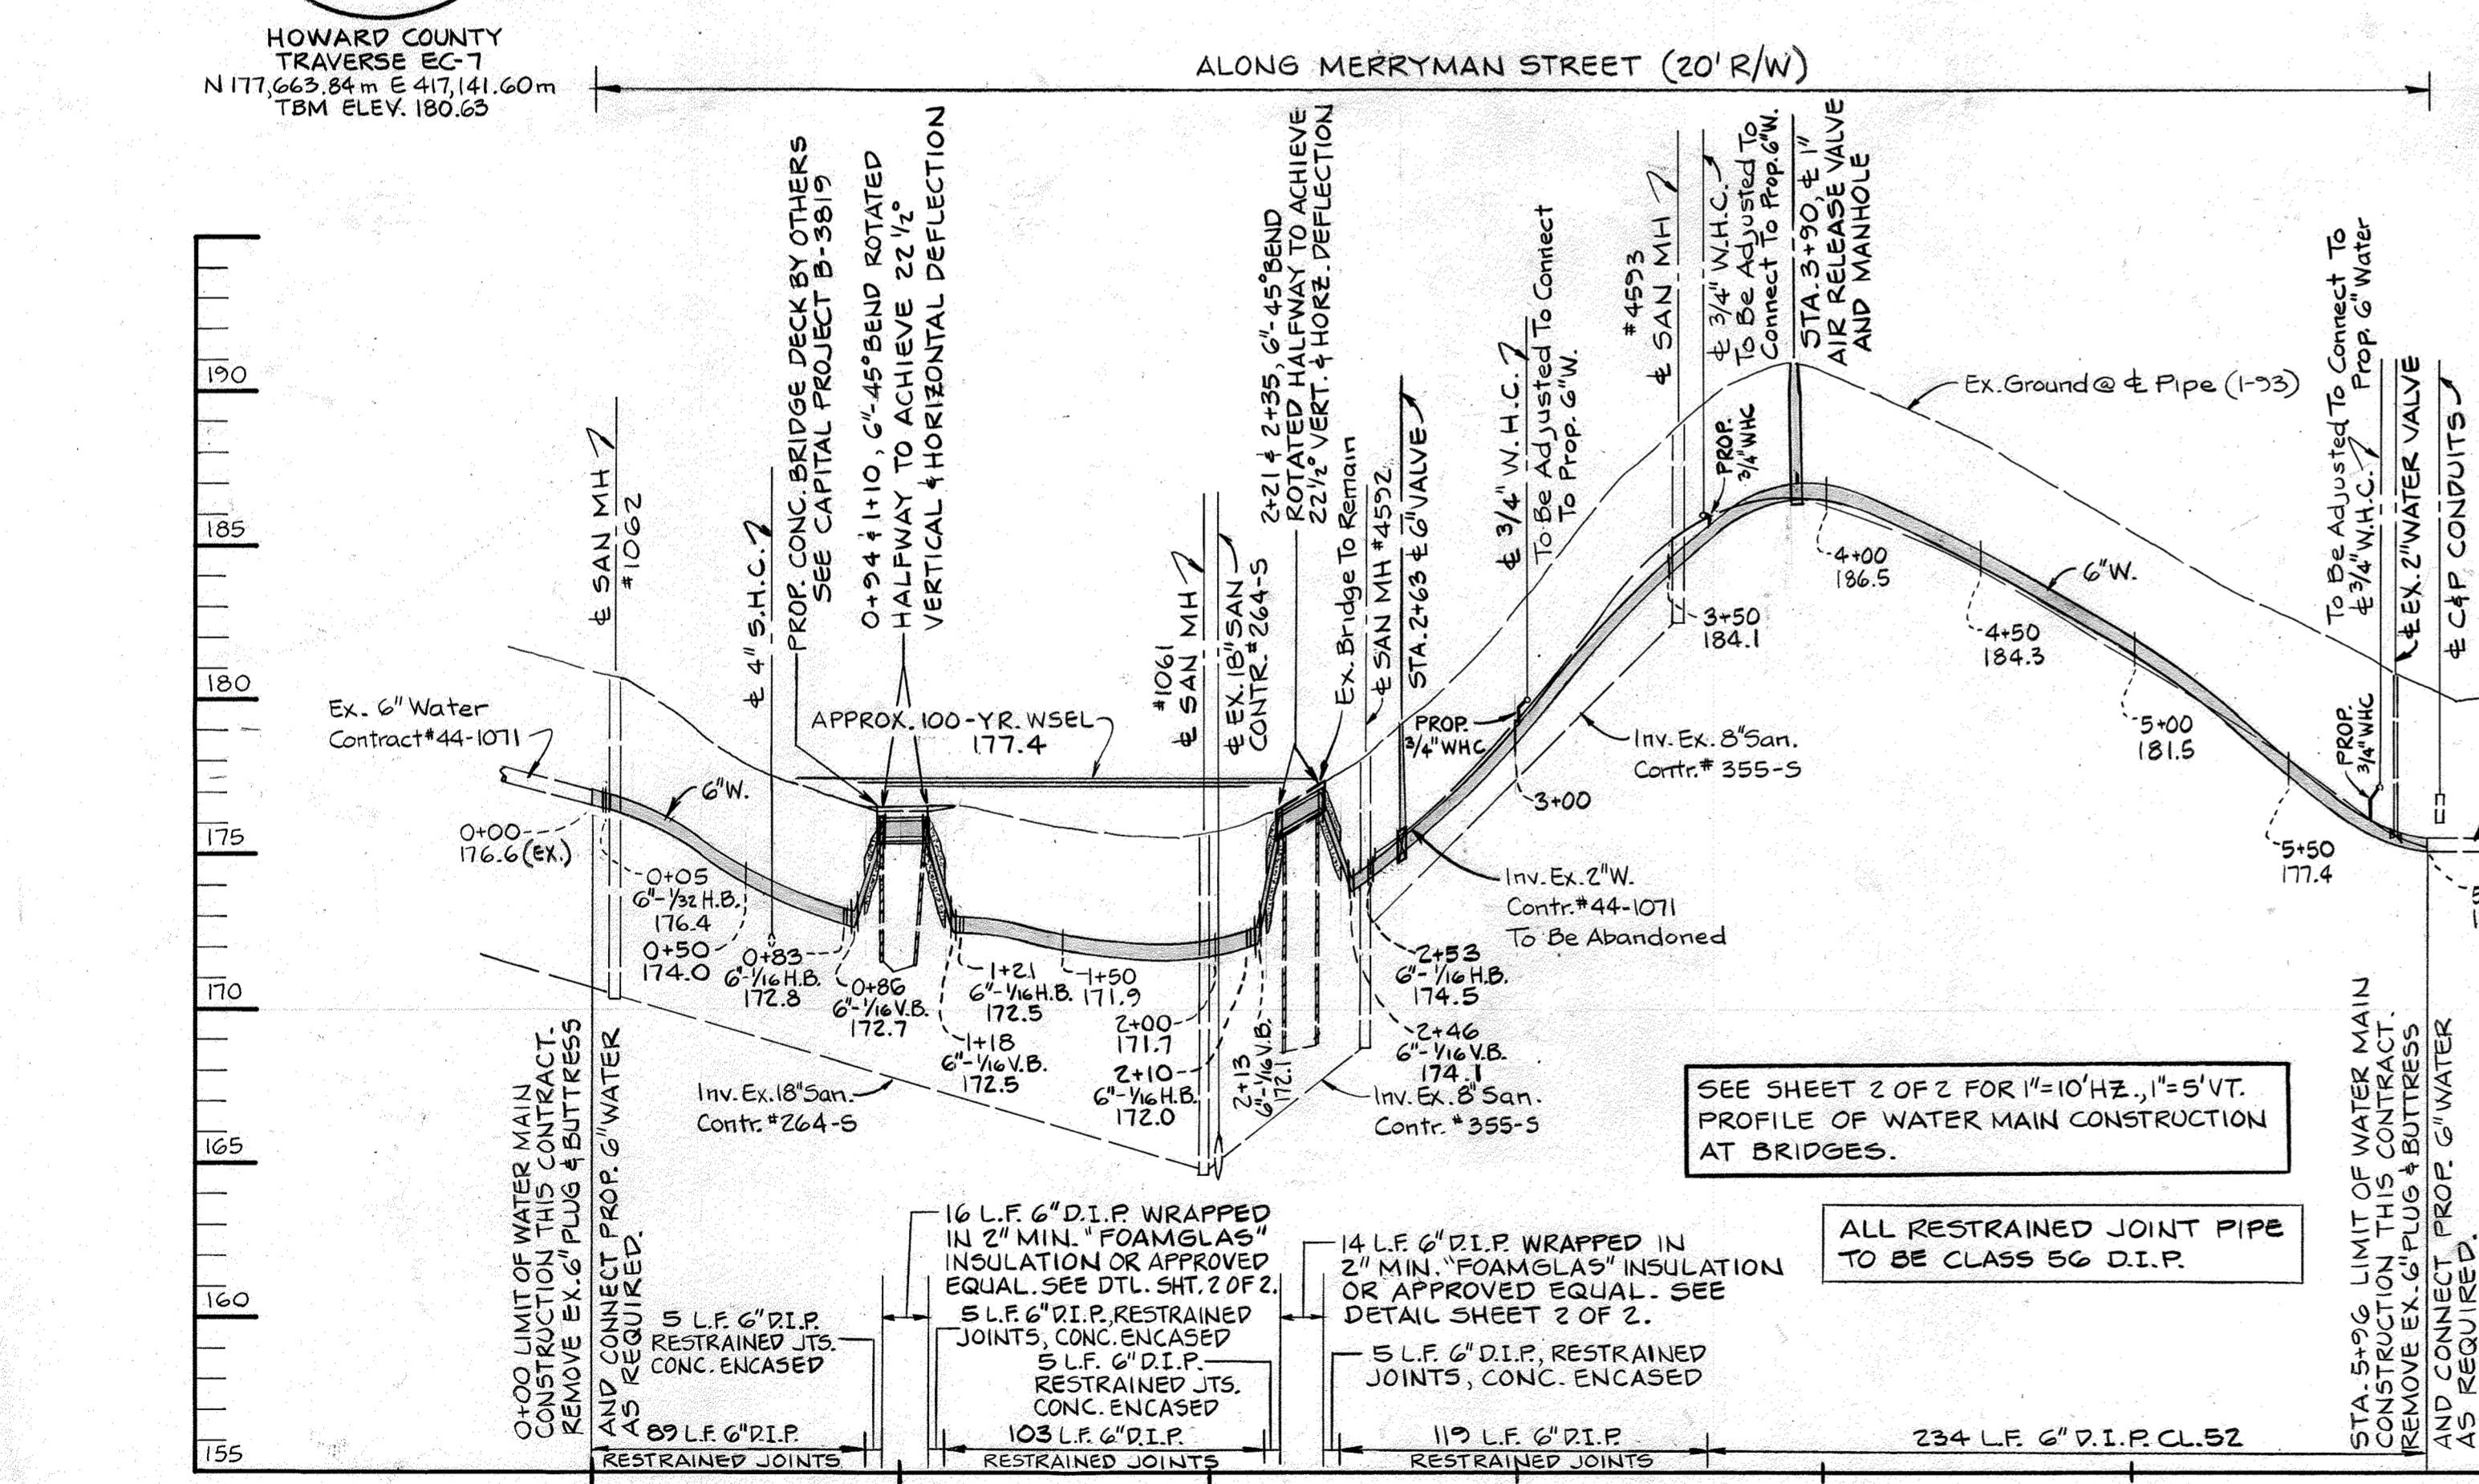 HOWARD COUNTY
TRAVERSE EC-7
N 177,663.84m E 417,141.60m
TBM ELEV. 180.63
ALONG MERRYMAN STREET (20' R/W)
190
185
180
175
170
165
160
155
℄ SAN MH
#1062
℄ 4" S.H.C.
PROP. CONC. BRIDGE DECK BY OTHERS
SEE CAPITAL PROJECT B-3819
0+94 & 1+10, 6"-45° BEND ROTATED
HALFWAY TO ACHIEVE 22 1/2°
VERTICAL & HORIZONTAL DEFLECTION
#1061
℄ SAN MH
℄ EX. 18" SAN
CONTR. #264-S
2+21 & 2+35, 6"-45° BEND
ROTATED HALFWAY TO ACHIEVE
22 1/2° VERT. & HORZ. DEFLECTION
Ex. Bridge To Remain
℄ SAN MH #4592
STA. 2+63 ℄ 6" VALVE
℄ 3/4" W.H.C.
To Be Adjusted To Connect
To Prop. 6"W.
#4593
℄ SAN MH
℄ 3/4" W.H.C.
To Be Adjusted To
Connect To Prop. 6"W.
STA. 3+90, ℄ 1"
AIR RELEASE VALVE
AND MANHOLE
Ex. Ground @ ℄ Pipe (1-93)
To Be Adjusted To Connect To
℄ 3/4" W.H.C. Prop. 6" Water
℄ EX. 2" WATER VALVE
℄ C&P CONDUITS
Ex. 6" Water
Contract #44-1071
6"W.
APPROX. 100-YR. WSEL
177.4
PROP.
3/4" WHC
PROP.
3/4" WHC
6"W.
PROP.
3/4" WHC
Inv. Ex. 8" San.
Contr. # 355-S
Inv. Ex. 2"W.
Contr. #44-1071
To Be Abandoned
0+00
176.6 (EX.)
0+05
6"-1/32 H.B.
176.4
0+50
174.0
0+83
6"-1/16 H.B.
172.8
0+86
6"-1/16 V.B.
172.7
1+18
6"-1/16 V.B.
172.5
1+21
6"-1/16 H.B.
172.5
1+50
171.9
2+00
171.7
2+10
6"-1/16 H.B.
172.0
2+13
6"-1/16 V.B.
172.1
2+46
6"-1/16 V.B.
174.1
2+53
6"-1/16 H.B.
174.5
3+00
3+50
184.1
4+00
186.5
4+50
184.3
5+00
181.5
5+50
177.4
Inv. Ex. 18" San.
Contr. #264-S
Inv. Ex. 8" San.
Contr. #355-S
SEE SHEET 2 OF 2 FOR 1"=10' HZ., 1"=5' VT.
PROFILE OF WATER MAIN CONSTRUCTION
AT BRIDGES.
ALL RESTRAINED JOINT PIPE
TO BE CLASS 56 D.I.P.
0+00 LIMIT OF WATER MAIN
CONSTRUCTION THIS CONTRACT.
REMOVE EX. 6" PLUG & BUTTRESS
AND CONNECT PROP. 6" WATER
AS REQUIRED.
5 L.F. 6" D.I.P.
RESTRAINED JTS.
CONC. ENCASED
16 L.F. 6" D.I.P. WRAPPED
IN 2" MIN. "FOAMGLAS"
INSULATION OR APPROVED
EQUAL. SEE DTL. SHT. 2 OF 2.
5 L.F. 6" D.I.P., RESTRAINED
JOINTS, CONC. ENCASED
5 L.F. 6" D.I.P.
RESTRAINED JTS.
CONC. ENCASED
14 L.F. 6" D.I.P. WRAPPED IN
2" MIN. "FOAMGLAS" INSULATION
OR APPROVED EQUAL. SEE
DETAIL SHEET 2 OF 2.
5 L.F. 6" D.I.P., RESTRAINED
JOINTS, CONC. ENCASED
89 L.F. 6" D.I.P.
RESTRAINED JOINTS
103 L.F. 6" D.I.P.
RESTRAINED JOINTS
119 L.F. 6" D.I.P.
RESTRAINED JOINTS
234 L.F. 6" D.I.P. CL. 52
STA. 5+96 LIMIT OF WATER MAIN
CONSTRUCTION THIS CONTRACT.
REMOVE EX. 6" PLUG & BUTTRESS
AND CONNECT PROP. 6" WATER
AS REQUIRED.